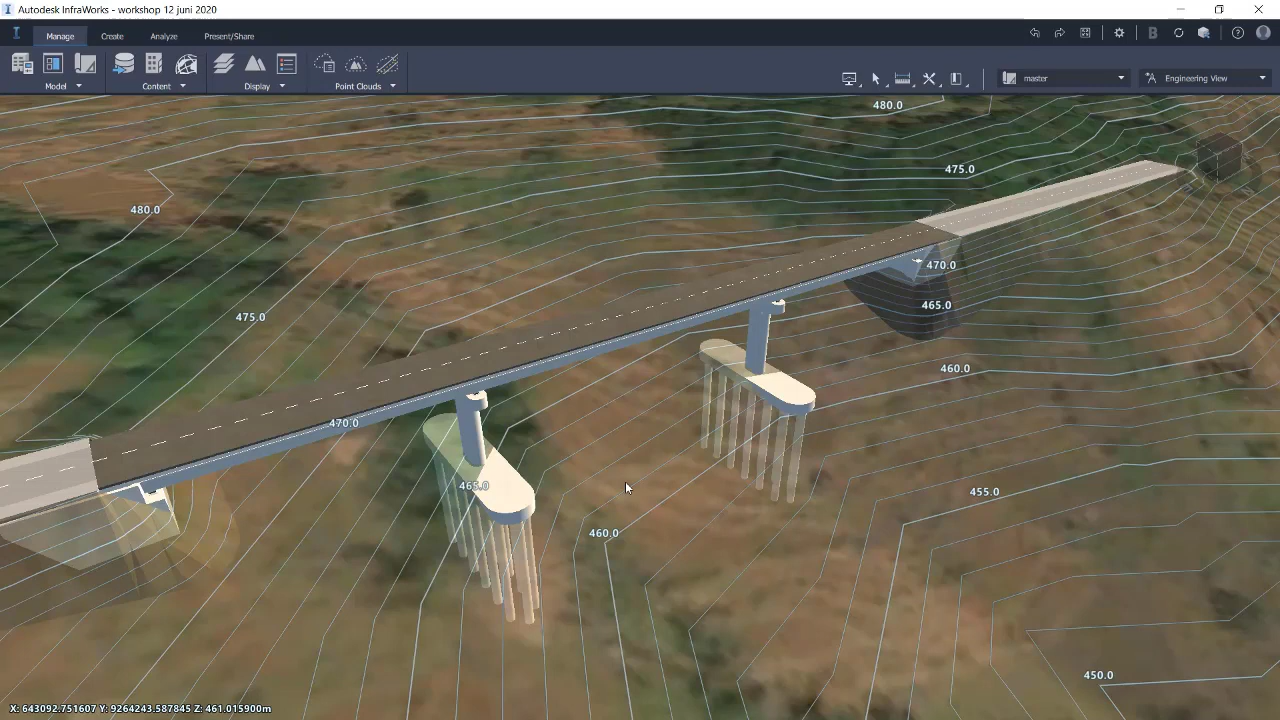 Autodesk InfraWorks - workshop 12 juni 2020
Manage Create Analyze Present/Share
Model Content Display Point Clouds
master Engineering View
480.0
475.0
480.0
470.0
465.0
475.0
460.0
470.0
465.0
455.0
460.0
450.0
X: 643092.751607 Y: 9264243.587845 Z: 461.015900m